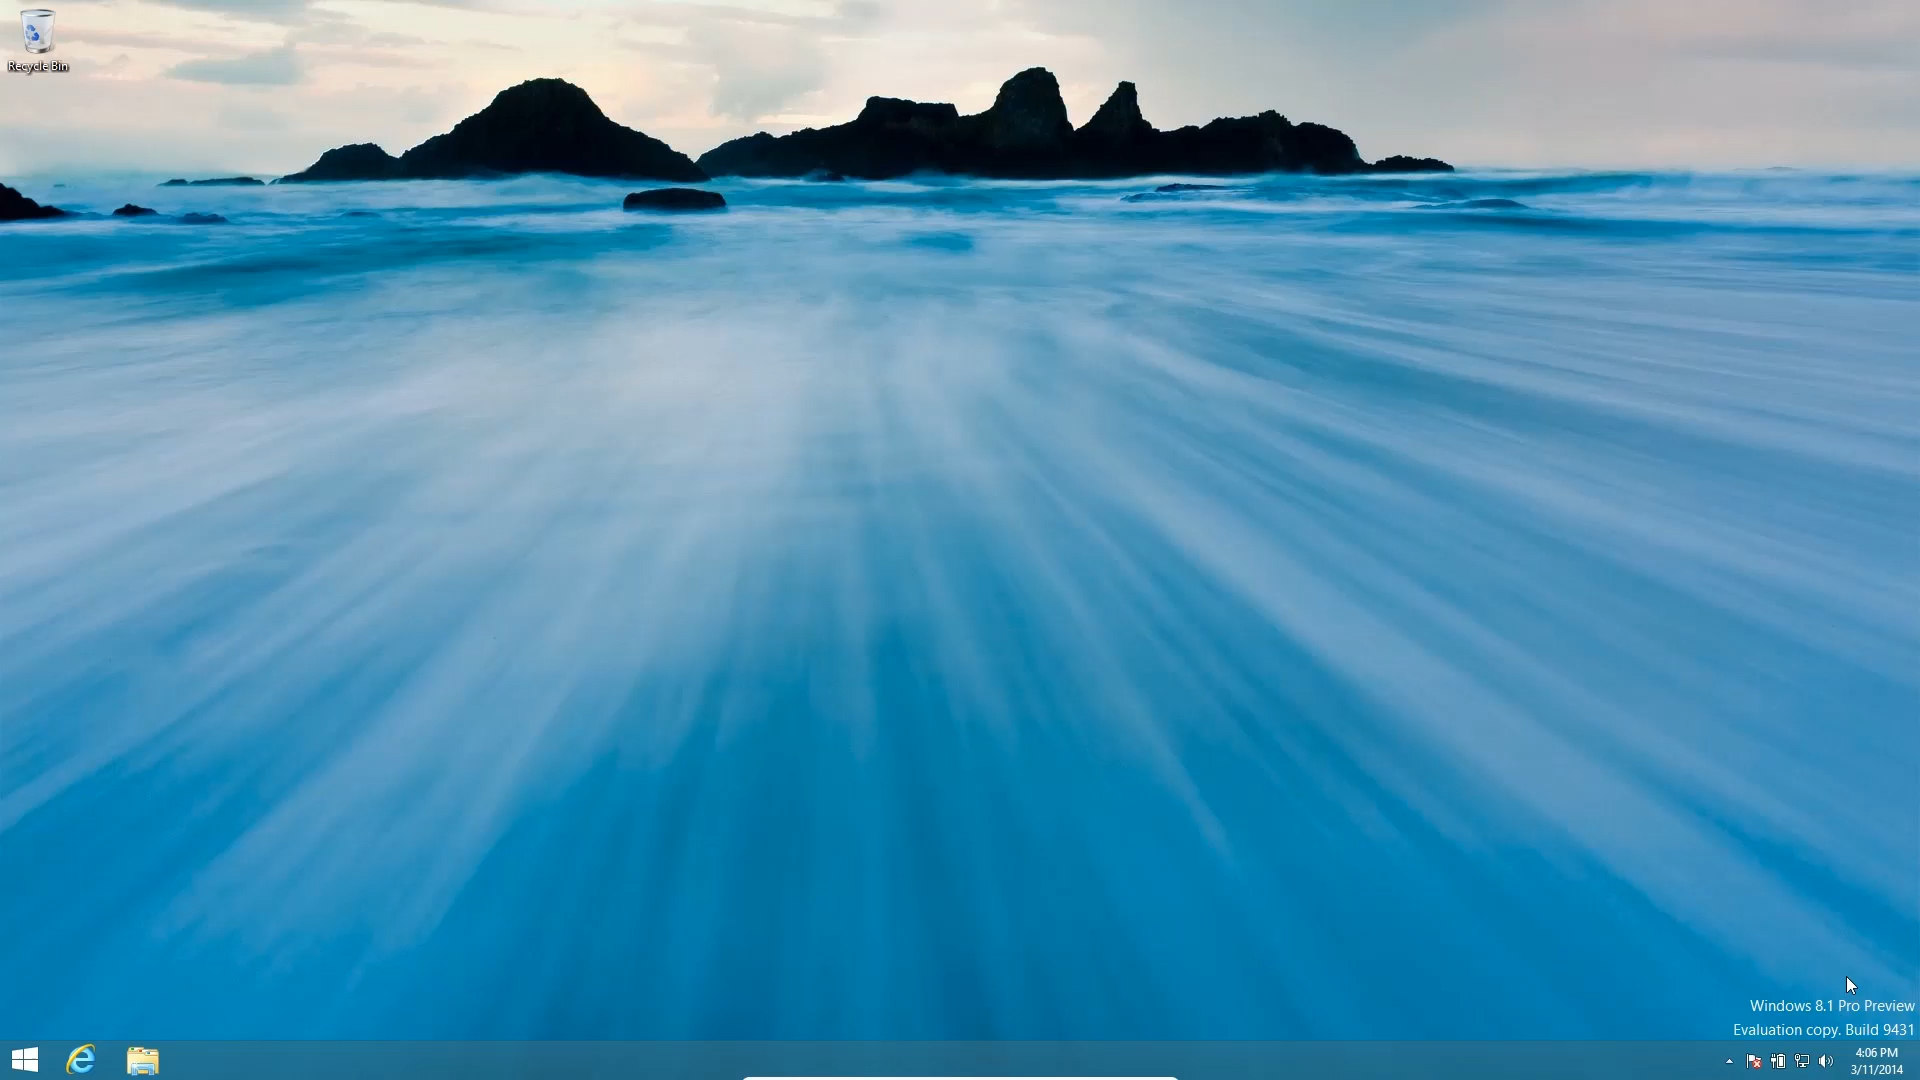 Recycle Bin
Windows 8.1 Pro Preview
Evaluation copy. Build 9431
4:06 PM
3/11/2014